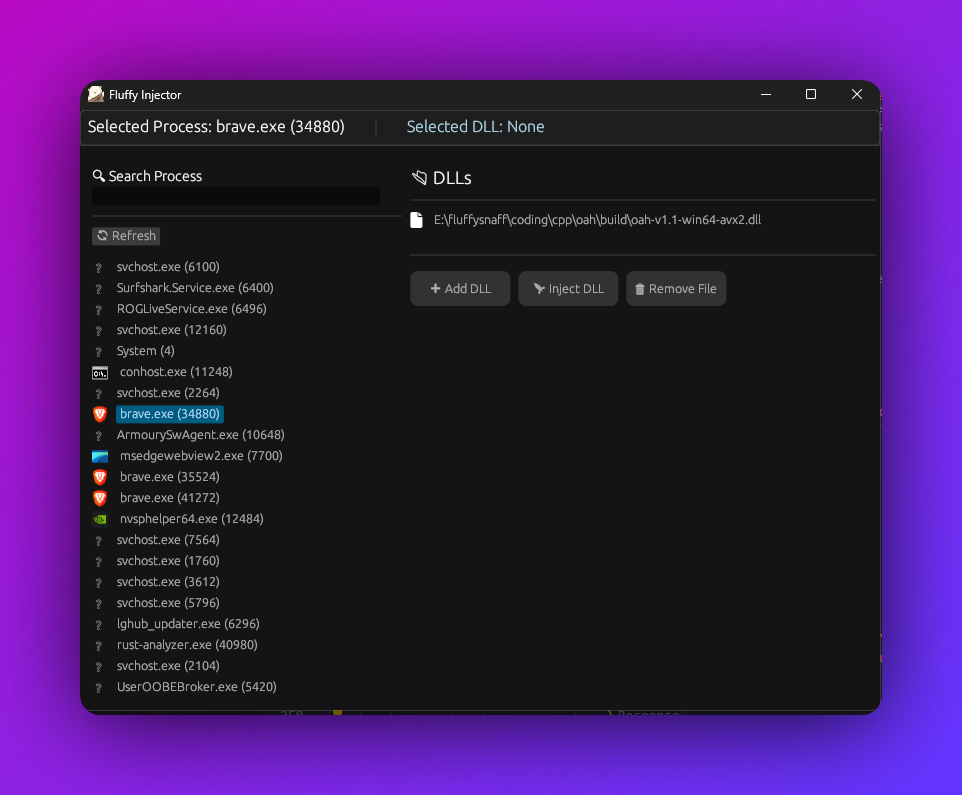 Fluffy Injector
Selected Process: brave.exe (34880)
Selected DLL: None
Search Process
Refresh
svchost.exe (6100)
Surfshark.Service.exe (6400)
ROGLiveService.exe (6496)
svchost.exe (12160)
System (4)
conhost.exe (11248)
svchost.exe (2264)
brave.exe (34880)
ArmourySwAgent.exe (10648)
msedgewebview2.exe (7700)
brave.exe (35524)
brave.exe (41272)
nvsphelper64.exe (12484)
svchost.exe (7564)
svchost.exe (1760)
svchost.exe (3612)
svchost.exe (5796)
lghub_updater.exe (6296)
rust-analyzer.exe (40980)
svchost.exe (2104)
UserOOBEBroker.exe (5420)
DLLs
E:\fluffysnaff\coding\cpp\oah\build\oah-v1.1-win64-avx2.dll
Add DLL
Inject DLL
Remove File